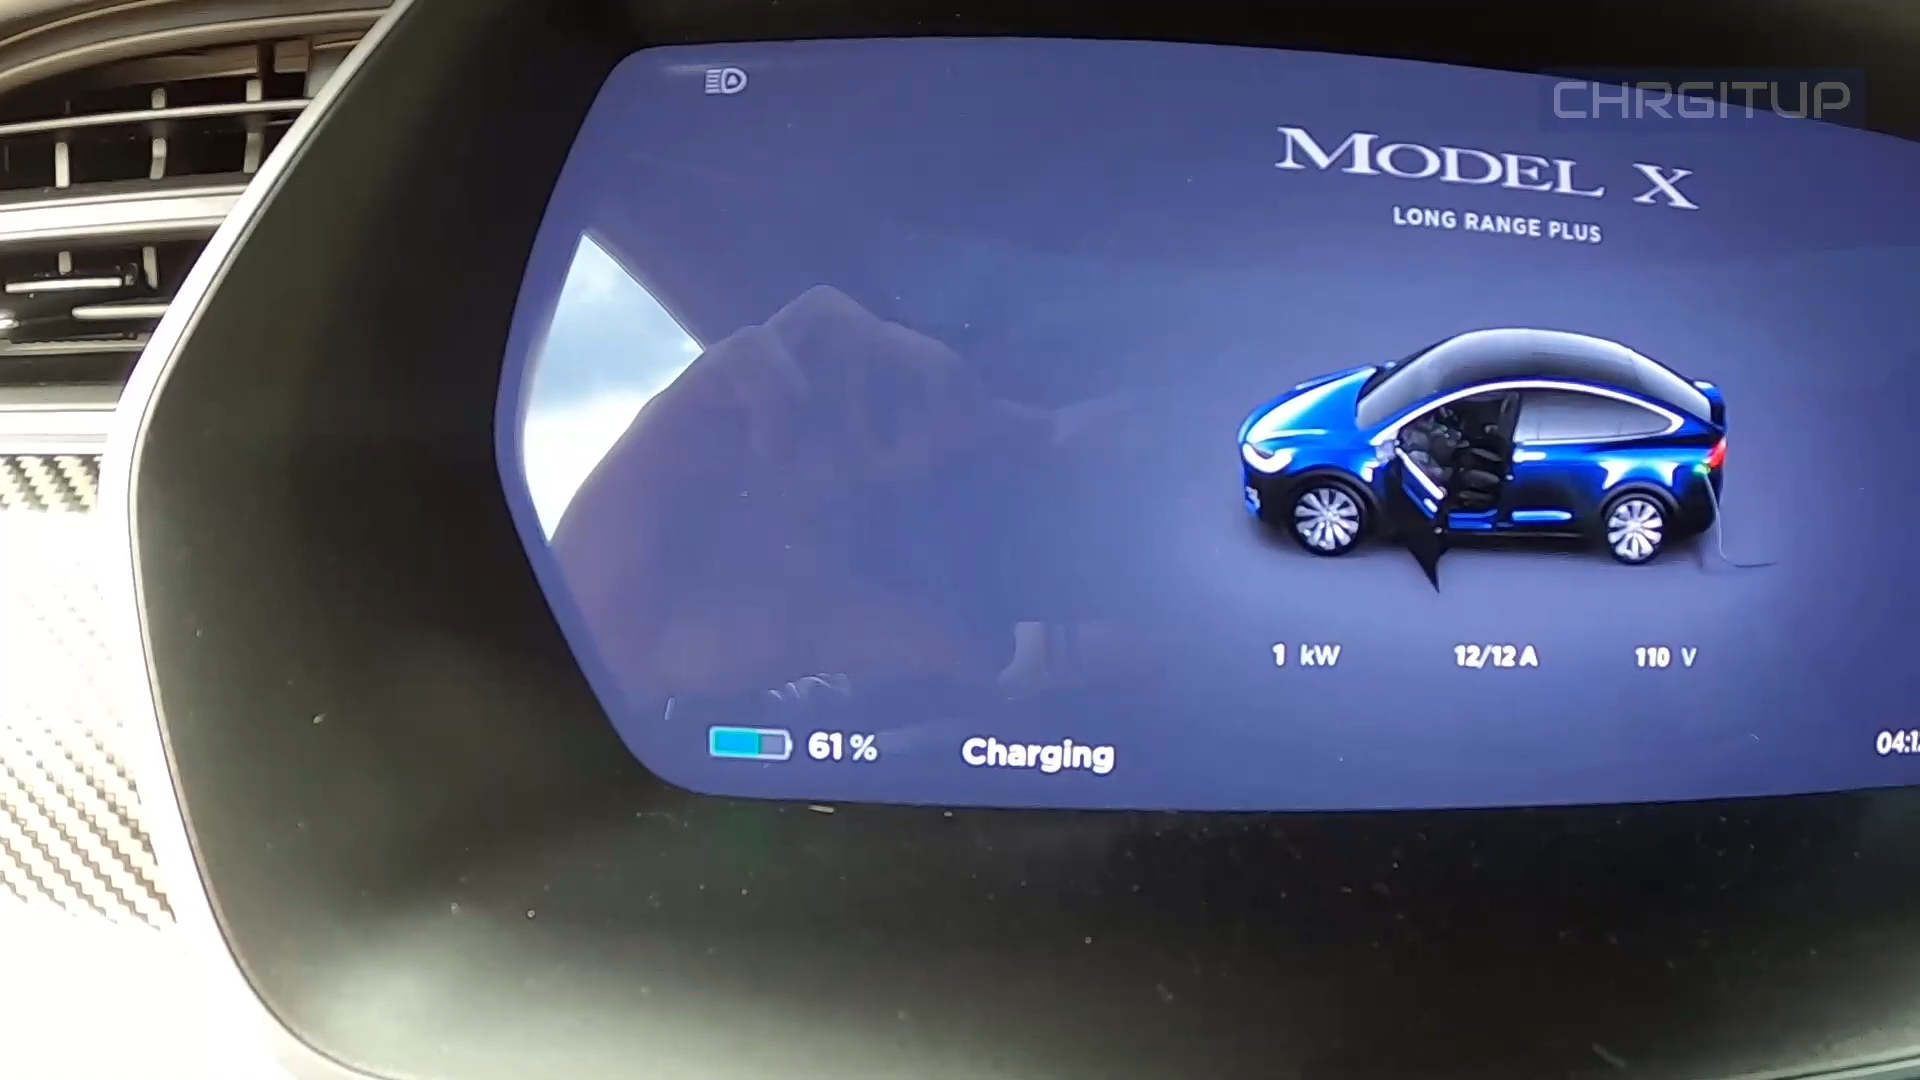 CHRGITUP
MODEL X
LONG RANGE PLUS
1 kW 12/12 A 110 V
61 % Charging